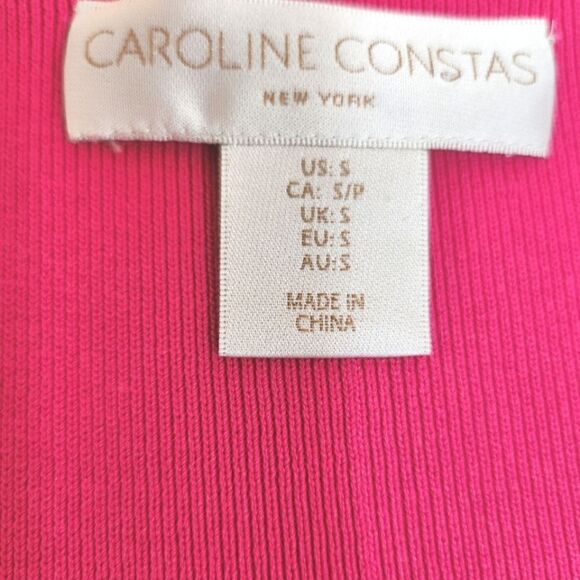 CAROLINE CONSTAS
NEW YORK
US: S
CA: S/P
UK: S
EU: S
AU:S
MADE IN
CHINA